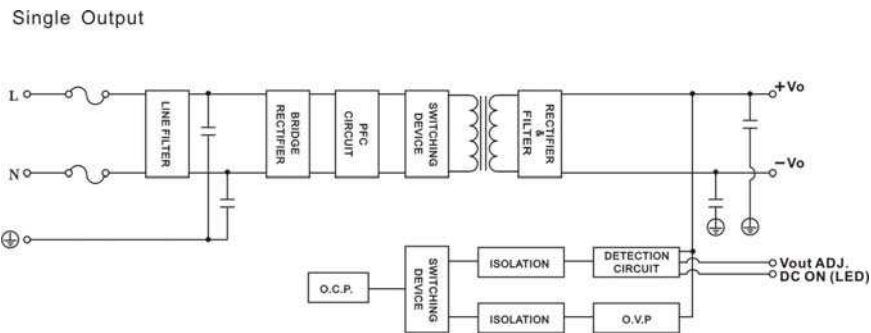 Single Output
L
N
LINE FILTER
BRIDGE
RECTIFIER
PFC
CIRCUIT
SWITCHING
DEVICE
RECTIFIER
&
FILTER
+Vo
−Vo
O.C.P.
SWITCHING
DEVICE
ISOLATION
DETECTION
CIRCUIT
Vout ADJ.
DC ON (LED)
ISOLATION
O.V.P